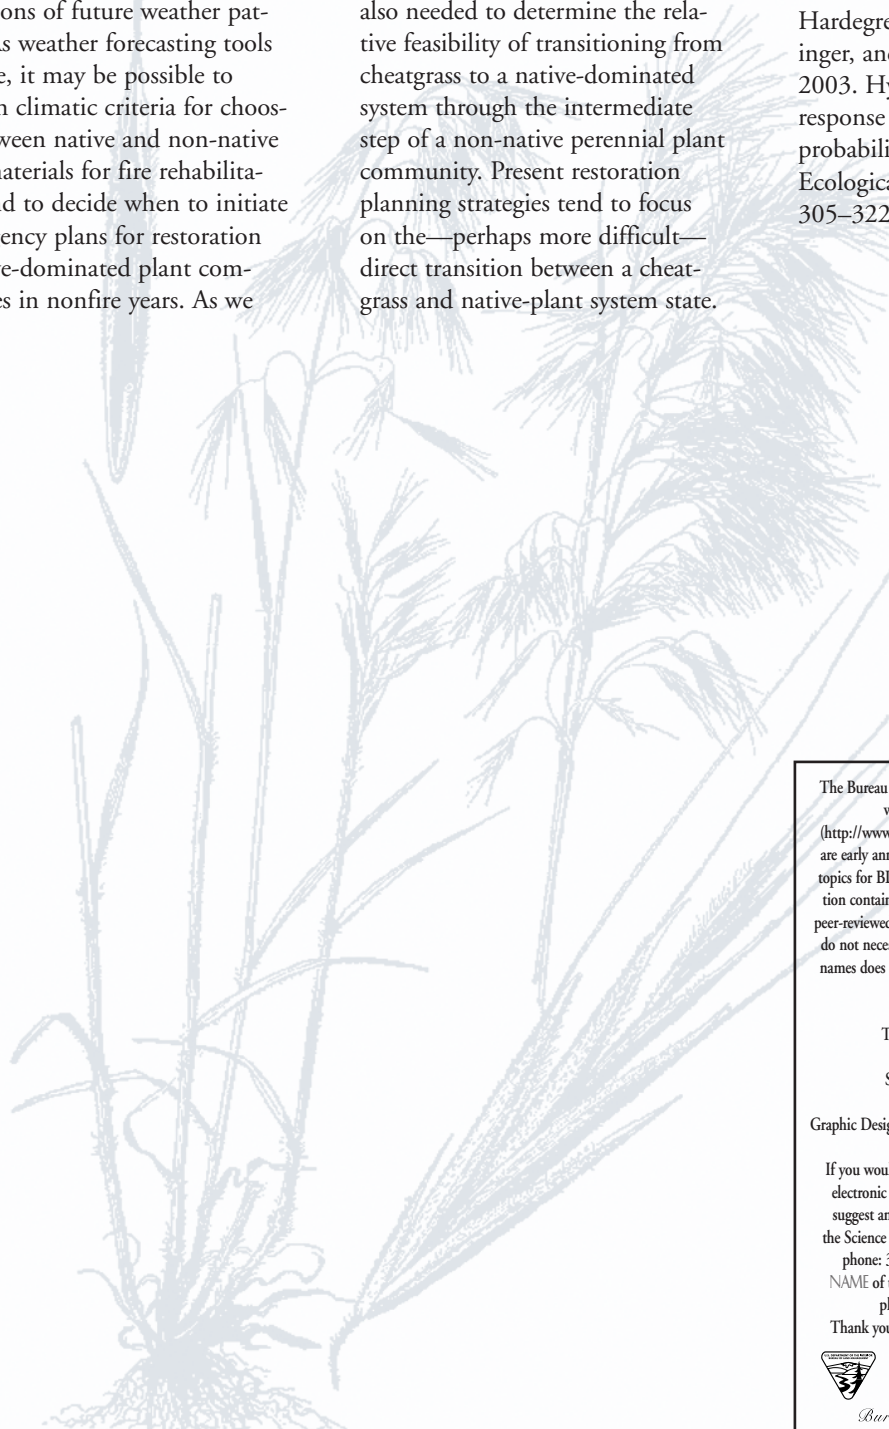 ons of future weather pat-
s weather forecasting tools
e, it may be possible to
n climatic criteria for choos-
ween native and non-native
naterials for fire rehabilita-
nd to decide when to initiate
ency plans for restoration
ve-dominated plant com-
es in nonfire years. As we
also needed to determine the rela-
tive feasibility of transitioning from
cheatgrass to a native-dominated
system through the intermediate
step of a non-native perennial plant
community. Present restoration
planning strategies tend to focus
on the—perhaps more difficult—
direct transition between a cheat-
grass and native-plant system state.
Hardegre
inger, and
2003. Hy
response
probabili
Ecologica
305–322
The Bureau
w
(http://www
are early ann
topics for BL
tion contain
peer-reviewed
do not neces
names does
T
S
Graphic Desig
If you woul
electronic
suggest an
the Science
phone: 3
NAME of
pl
Thank you
Bur